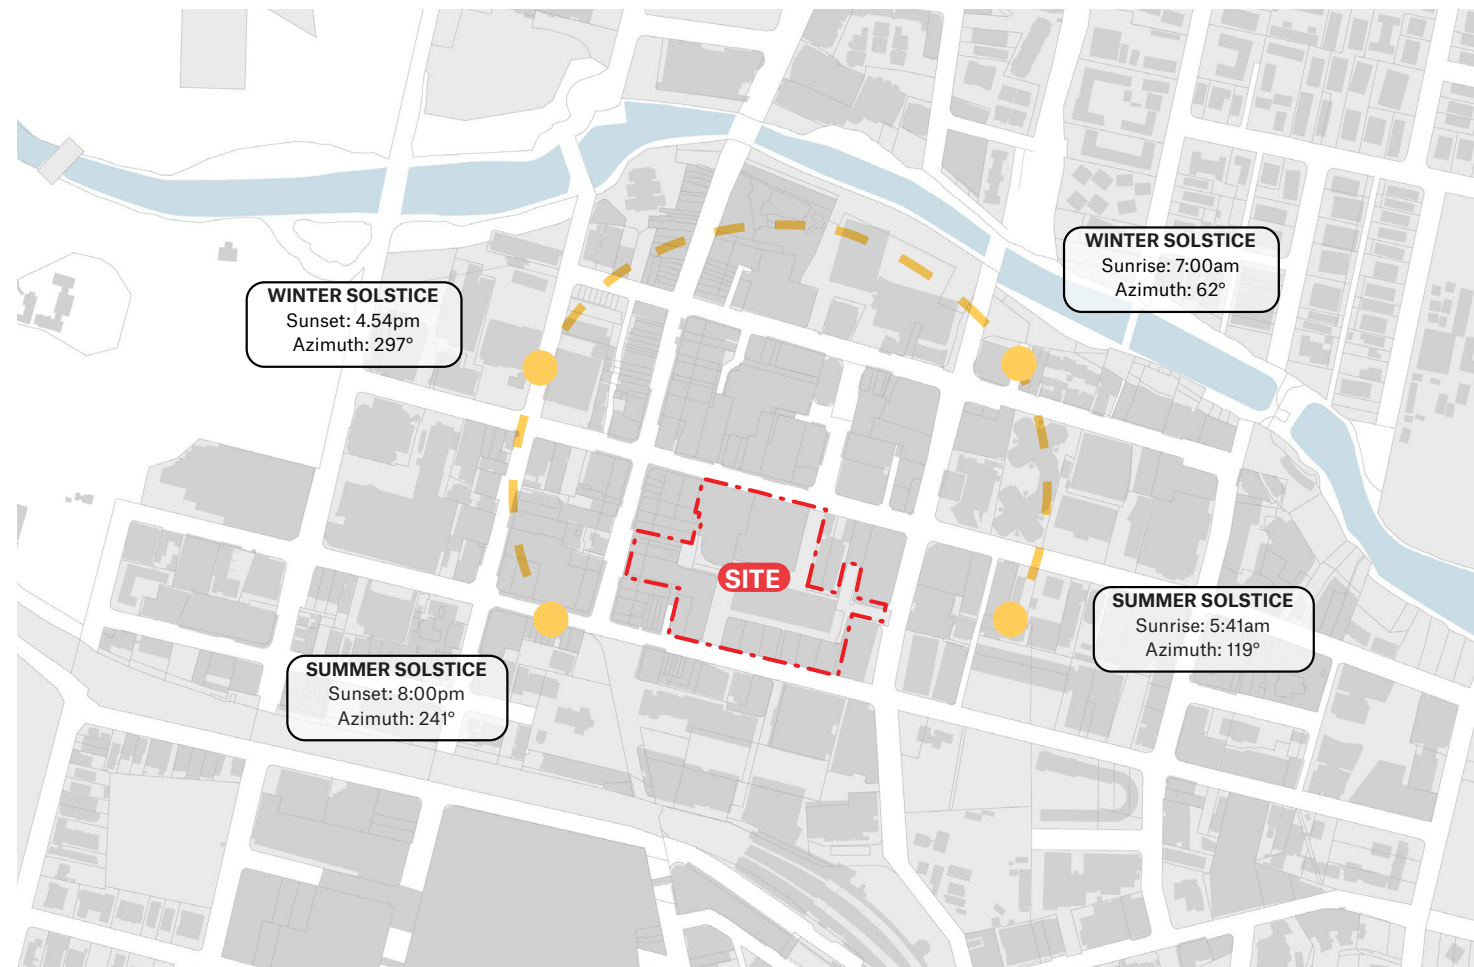 WINTER SOLSTICE
Sunrise: 7:00am
Azimuth: 62°
WINTER SOLSTICE
Sunset: 4.54pm
Azimuth: 297°
SITE
SUMMER SOLSTICE
Sunrise: 5:41am
Azimuth: 119°
SUMMER SOLSTICE
Sunset: 8:00pm
Azimuth: 241°